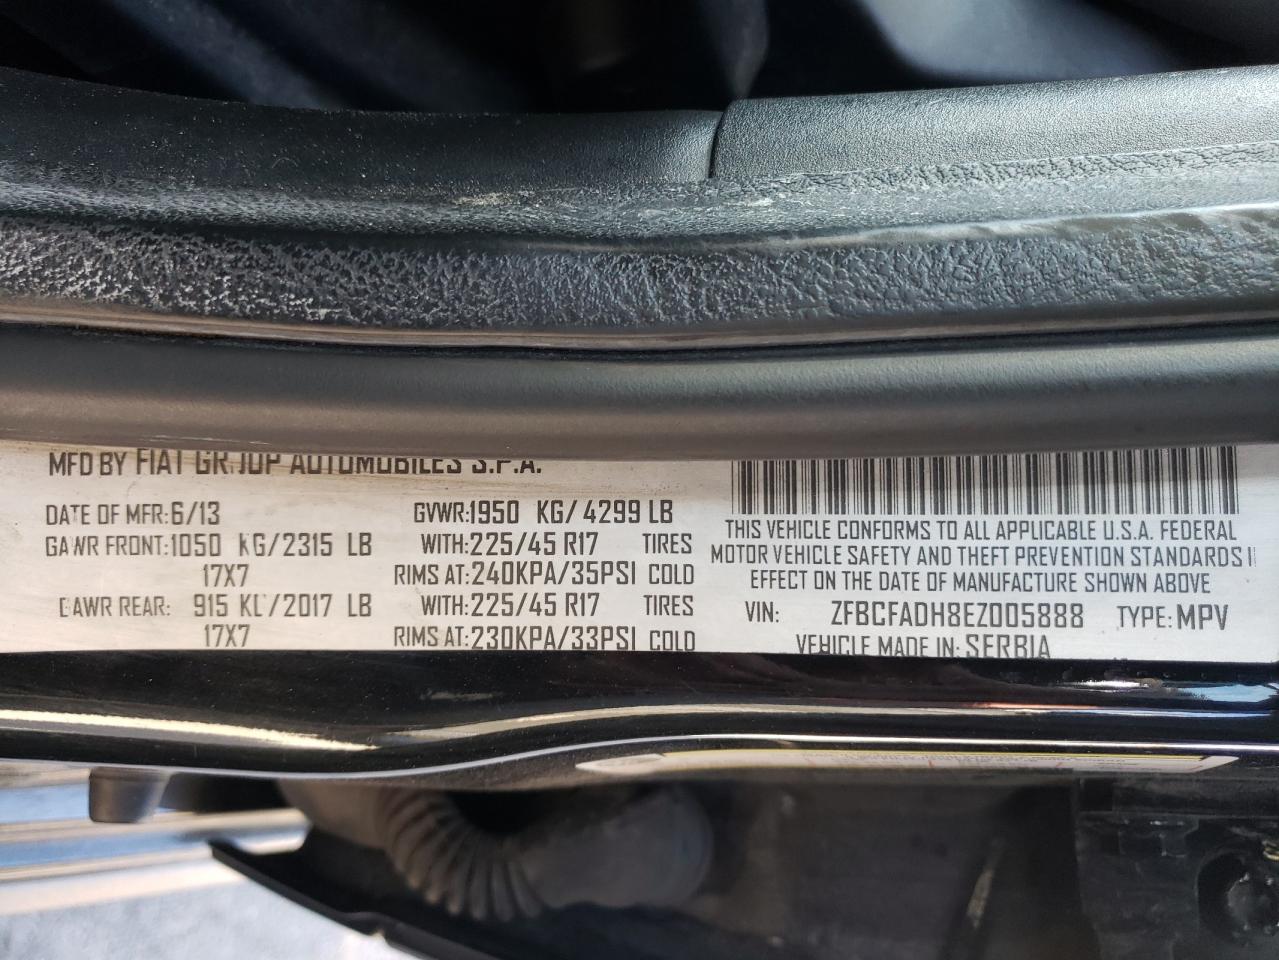 MFD BY FIAT GROUP AUTOMOBILES S.P.A.
DATE OF MFR:6/13 GVWR:1950 KG/4299 LB
GAWR FRONT:1050 KG/2315 LB WITH:225/45 R17 TIRES
17X7 RIMS AT:240KPA/35PSI COLD
GAWR REAR: 915 KG/2017 LB WITH:225/45 R17 TIRES
17X7 RIMS AT:230KPA/33PSI COLD
THIS VEHICLE CONFORMS TO ALL APPLICABLE U.S.A. FEDERAL
MOTOR VEHICLE SAFETY AND THEFT PREVENTION STANDARDS I
EFFECT ON THE DATE OF MANUFACTURE SHOWN ABOVE
VIN: ZFBCFADH8EZ005888 TYPE:MPV
VEHICLE MADE IN:SERBIA